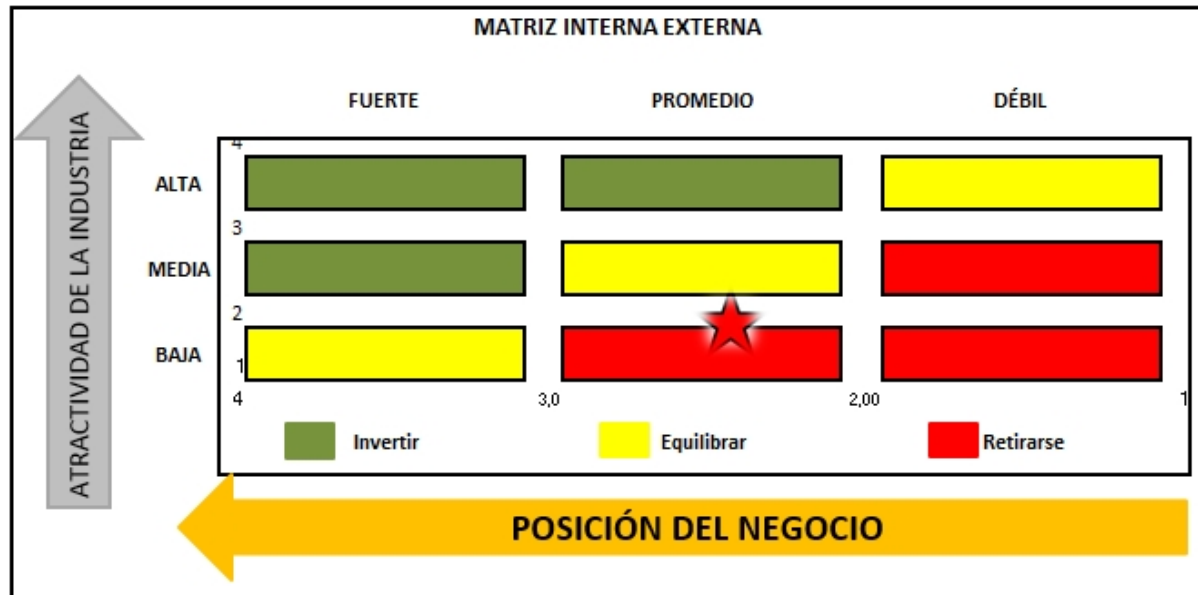 MATRIZ INTERNA EXTERNA
FUERTE PROMEDIO DÉBIL
ATRACTIVIDAD DE LA INDUSTRIA
4
ALTA
3
MEDIA
2
BAJA
1
4 3,0 2,00 1
Invertir Equilibrar Retirarse
POSICIÓN DEL NEGOCIO